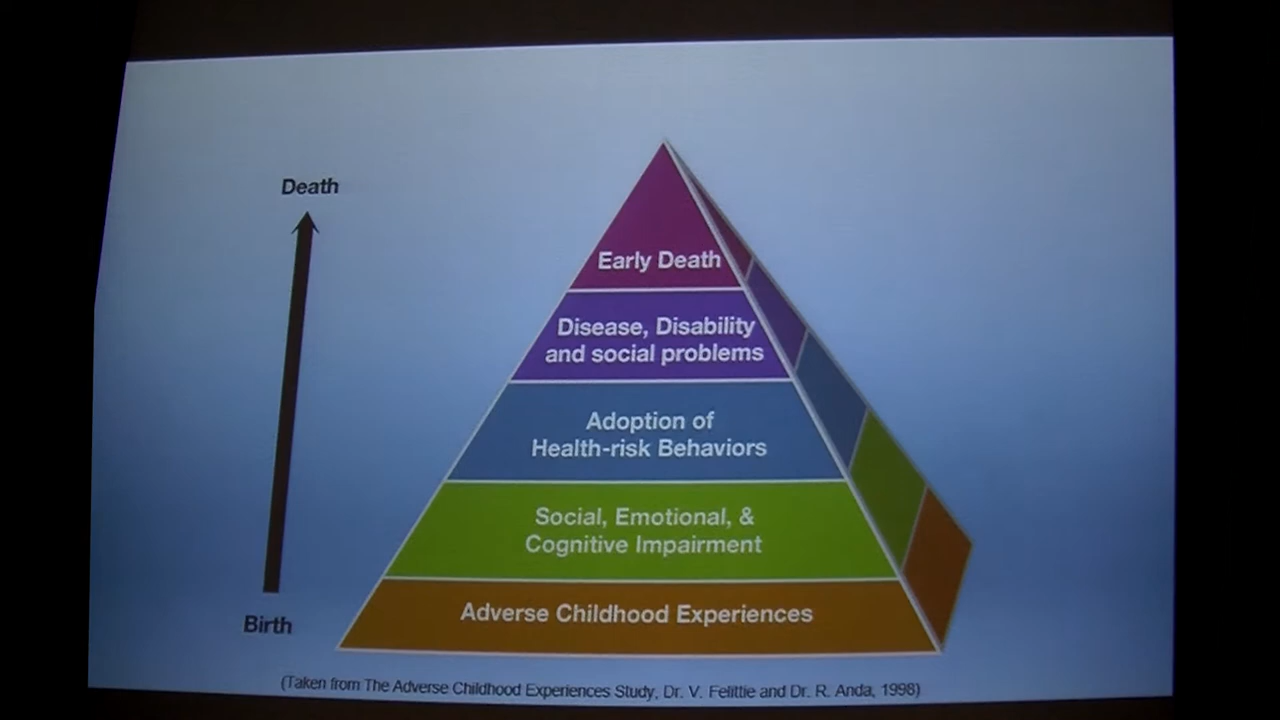 Death
Early Death
Disease, Disability
and social problems
Adoption of
Health-risk Behaviors
Social, Emotional, &
Cognitive Impairment
Adverse Childhood Experiences
Birth
(Taken from The Adverse Childhood Experiences Study, Dr. V. Felittie and Dr. R. Anda, 1998)